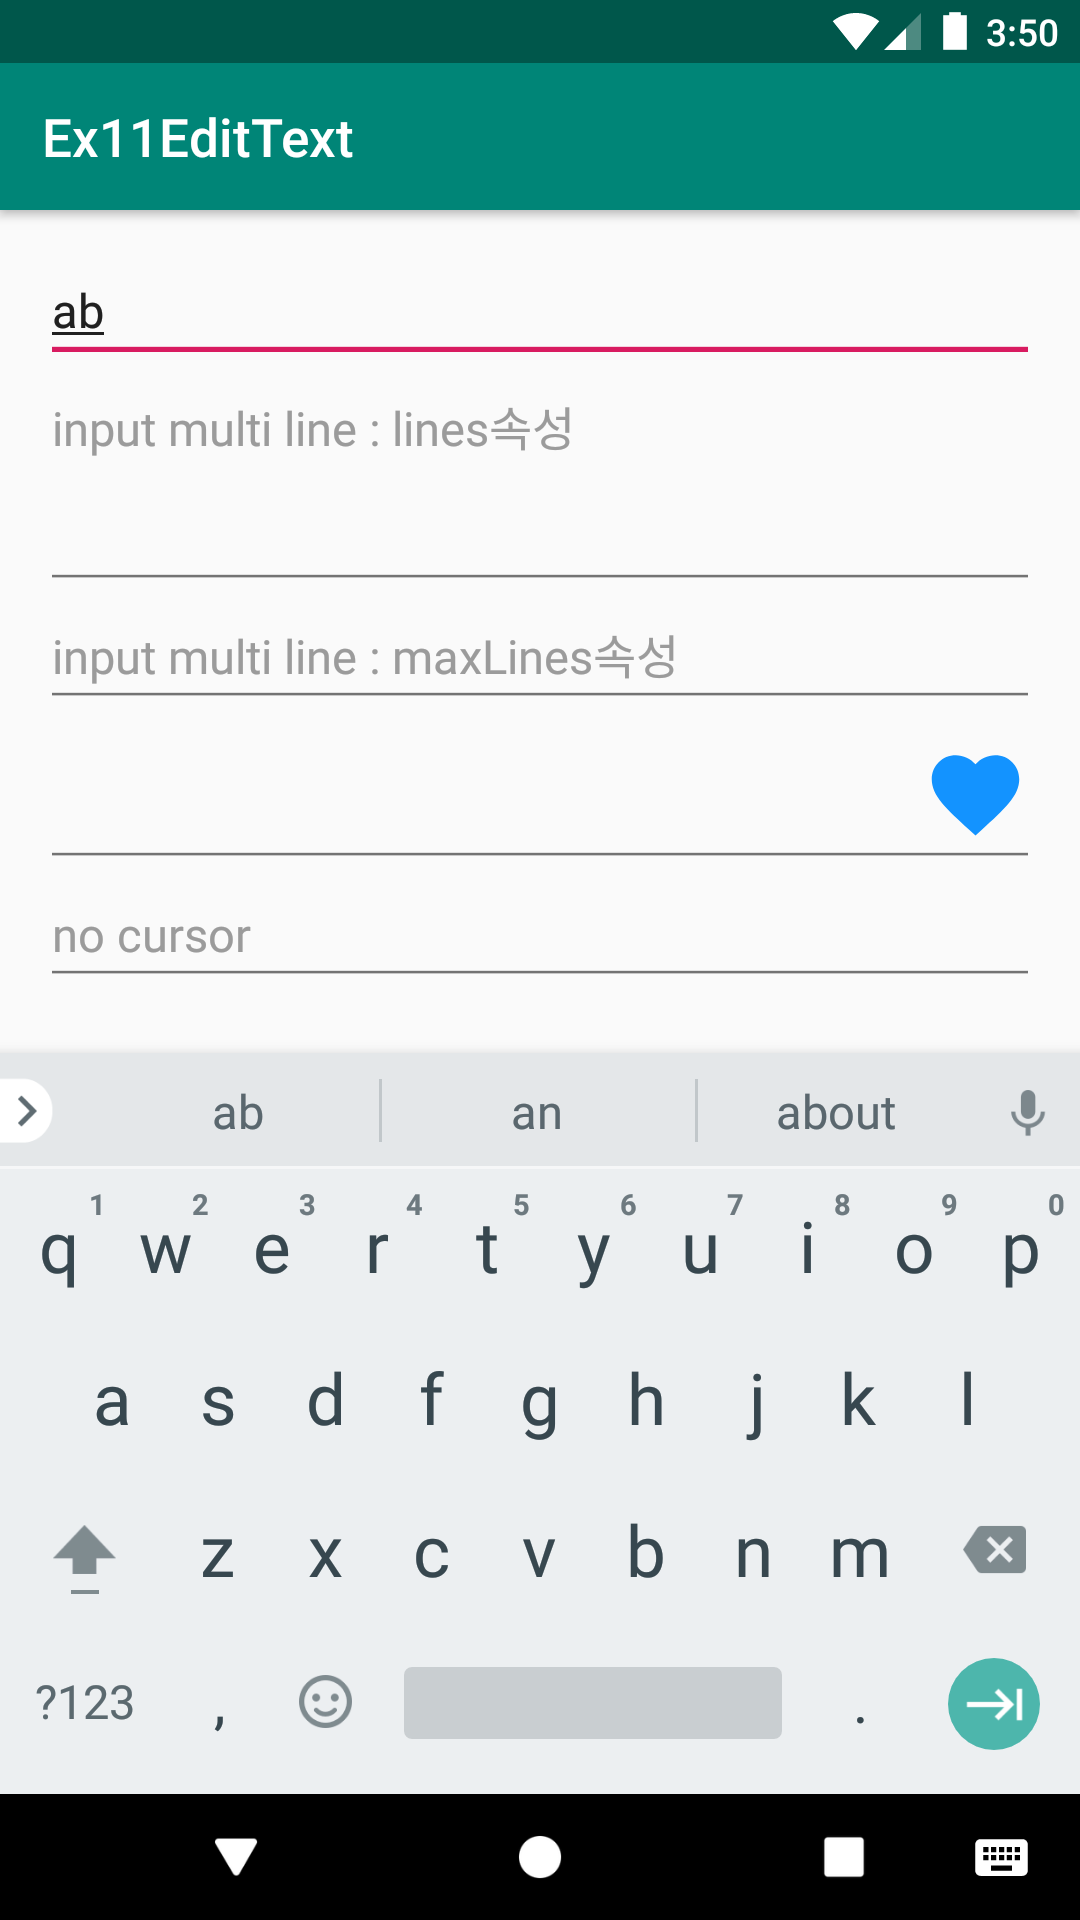 3:50
Ex11EditText
ab
input multi line : lines속성
input multi line : maxLines속성
no cursor
ab an about
1 2 3 4 5 6 7 8 9 0
q w e r t y u i o p
a s d f g h j k l
z x c v b n m
?123 , .